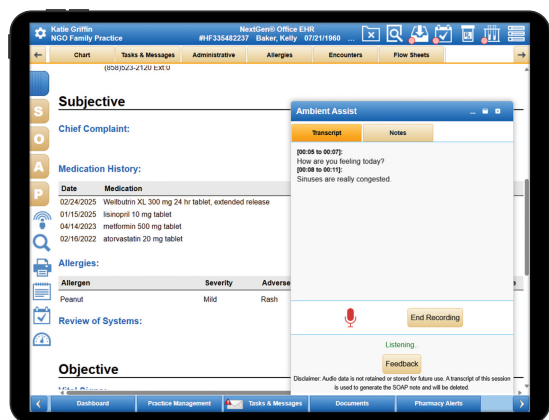 Katie Griffin
NextGen® Office EHR
NGO Family Practice
#HF335482237 Baker, Kelly 07/21/1960 ...
Chart
Tasks & Messages
Administrative
Allergies
Encounters
Flow Sheets
(858)523-2120 Ext:0
S
O
A
P
Subjective
Chief Complaint:
Medication History:
Date Medication
02/24/2025 Wellbutrin XL 300 mg 24 hr tablet, extended release
01/15/2025 lisinopril 10 mg tablet
04/14/2023 metformin 500 mg tablet
02/16/2022 atorvastatin 20 mg tablet
Allergies:
Allergen Severity Adverse
Peanut Mild Rash
Review of Systems:
Objective
Ambient Assist
Transcript
Notes
[00:05 to 00:07]:
How are you feeling today?
[00:08 to 00:11]:
Sinuses are really congested.
End Recording
Listening..
Feedback
Disclaimer: Audio data is not retained or stored for future use. A transcript of this session
is used to generate the SOAP note and will be deleted.
Dashboard
Practice Management
Tasks & Messages
Documents
Pharmacy Alerts